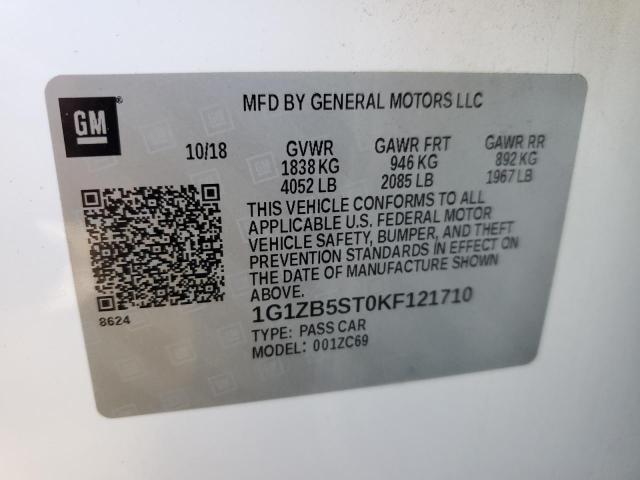 GM
®
MFD BY GENERAL MOTORS LLC
10/18 GVWR GAWR FRT GAWR RR
1838 KG 946 KG 892 KG
4052 LB 2085 LB 1967 LB
THIS VEHICLE CONFORMS TO ALL
APPLICABLE U.S. FEDERAL MOTOR
VEHICLE SAFETY, BUMPER, AND THEFT
PREVENTION STANDARDS IN EFFECT ON
THE DATE OF MANUFACTURE SHOWN
ABOVE.
8624
1G1ZB5ST0KF121710
TYPE: PASS CAR
MODEL: 001ZC69